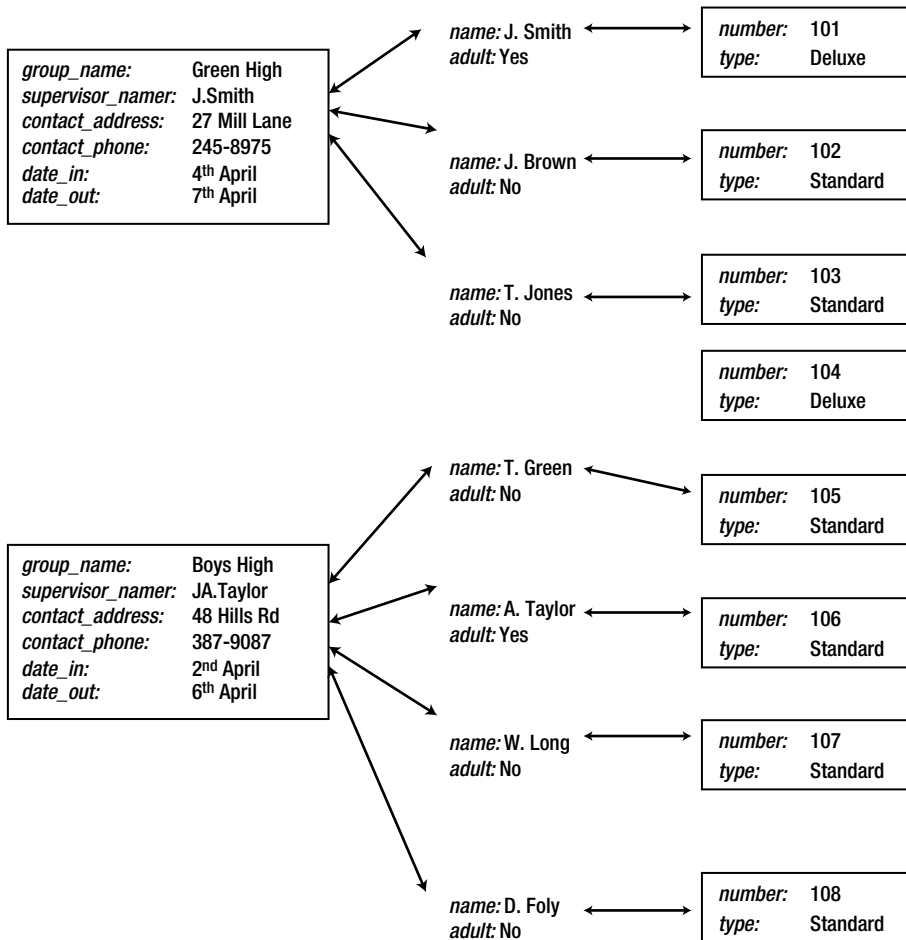 group_name: Green High
supervisor_namer: J.Smith
contact_address: 27 Mill Lane
contact_phone: 245-8975
date_in: 4th April
date_out: 7th April
name: J. Smith
adult: Yes
number: 101
type: Deluxe
name: J. Brown
adult: No
number: 102
type: Standard
name: T. Jones
adult: No
number: 103
type: Standard
number: 104
type: Deluxe
group_name: Boys High
supervisor_namer: JA.Taylor
contact_address: 48 Hills Rd
contact_phone: 387-9087
date_in: 2nd April
date_out: 6th April
name: T. Green
adult: No
number: 105
type: Standard
name: A. Taylor
adult: Yes
number: 106
type: Standard
name: W. Long
adult: No
number: 107
type: Standard
name: D. Foly
adult: No
number: 108
type: Standard